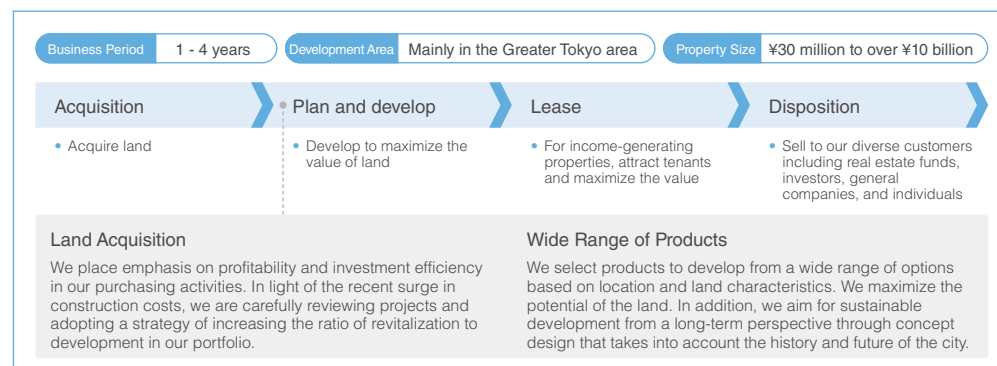 Business Period 1 - 4 years Development Area Mainly in the Greater Tokyo area Property Size ¥30 million to over ¥10 billion
Acquisition Plan and develop Lease Disposition
• Acquire land
• Develop to maximize the
value of land
• For income-generating
properties, attract tenants
and maximize the value
• Sell to our diverse customers
including real estate funds,
investors, general
companies, and individuals
Land Acquisition
We place emphasis on profitability and investment efficiency
in our purchasing activities. In light of the recent surge in
construction costs, we are carefully reviewing projects and
adopting a strategy of increasing the ratio of revitalization to
development in our portfolio.
Wide Range of Products
We select products to develop from a wide range of options
based on location and land characteristics. We maximize the
potential of the land. In addition, we aim for sustainable
development from a long-term perspective through concept
design that takes into account the history and future of the city.